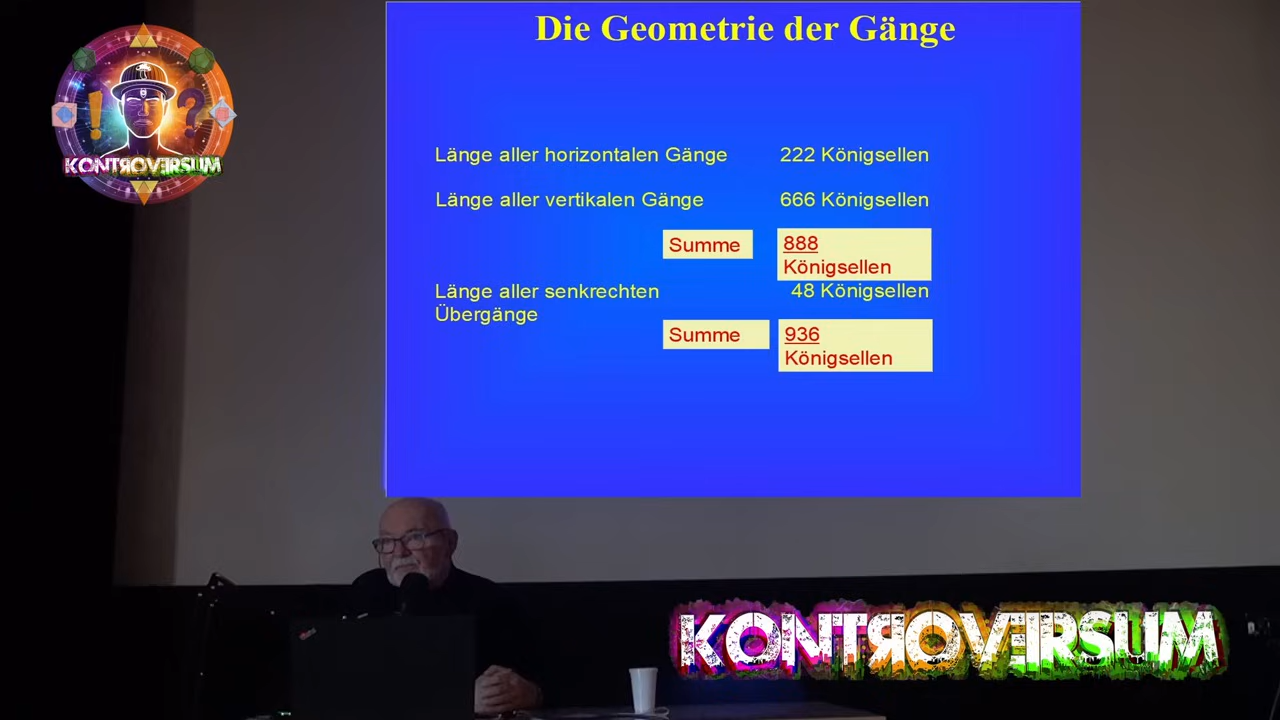 Die Geometrie der Gänge
KONTROVERSUM
Länge aller horizontalen Gänge 222 Königsellen
Länge aller vertikalen Gänge 666 Königsellen
Summe 888
Königsellen
Länge aller senkrechten 48 Königsellen
Übergänge
Summe 936
Königsellen
KONTROVERSUM